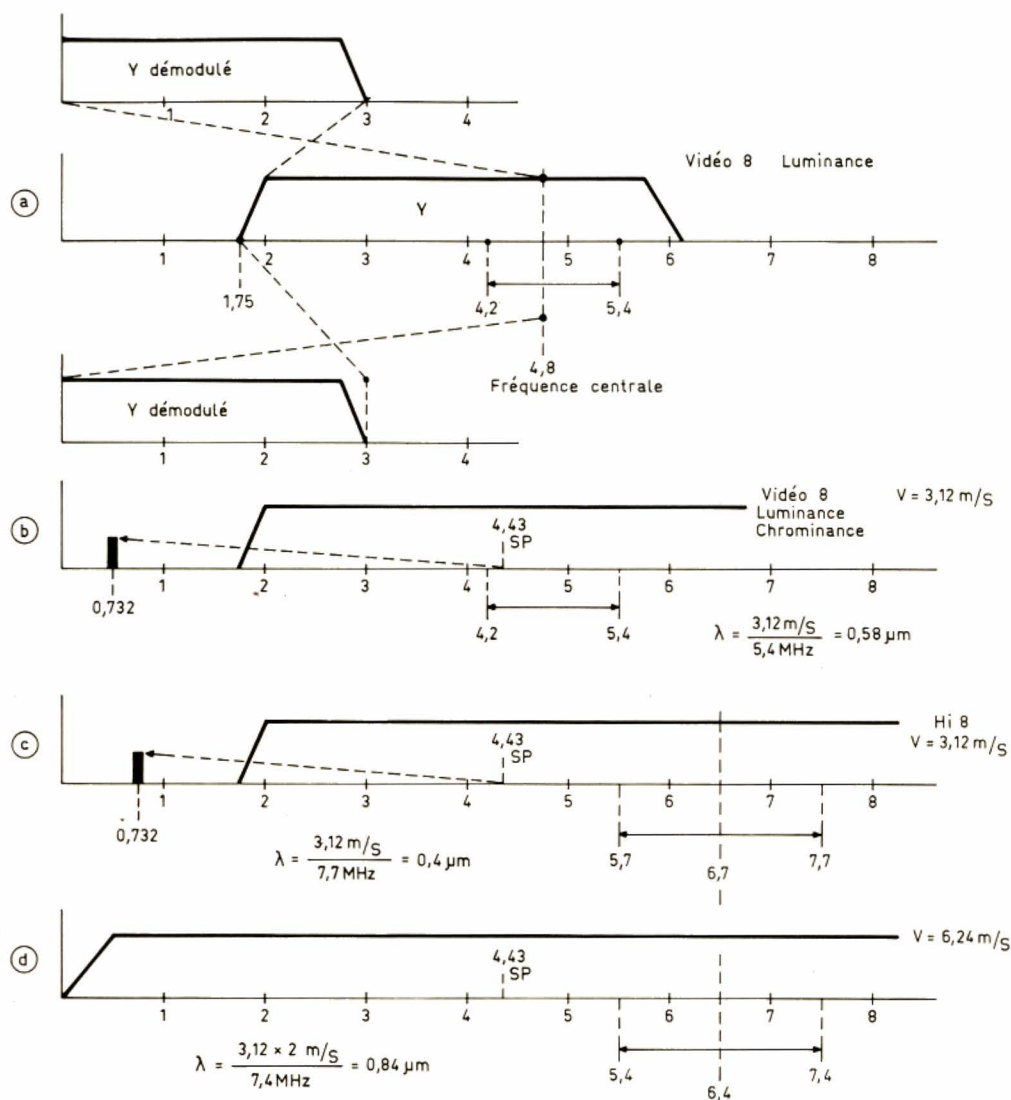 Y démodulé
1 2 3 4
Vidéo 8 Luminance
a
Y
1 2 3 4 5 6 7 8
1,75
4,2 5,4
4,8
Fréquence centrale
Y démodulé
1 2 3 4
b
Vidéo 8 V = 3,12 m/S
Luminance
Chrominance
4,43
SP
1 2 3 4 5 6 7 8
0,732
4,2 5,4
λ = 3,12 m/S / 5,4 MHz = 0,58 µm
c
Hi 8
V = 3,12 m/S
4,43
SP
1 2 3 4 5 6 7 8
0,732
λ = 3,12 m/S / 7,7 MHz = 0,4 µm
5,7 6,7 7,7
d
V = 6,24 m/S
4,43
SP
1 2 3 4 5 6 7 8
λ = 3,12 × 2 m/S / 7,4 MHz = 0,84 µm
5,4 6,4 7,4